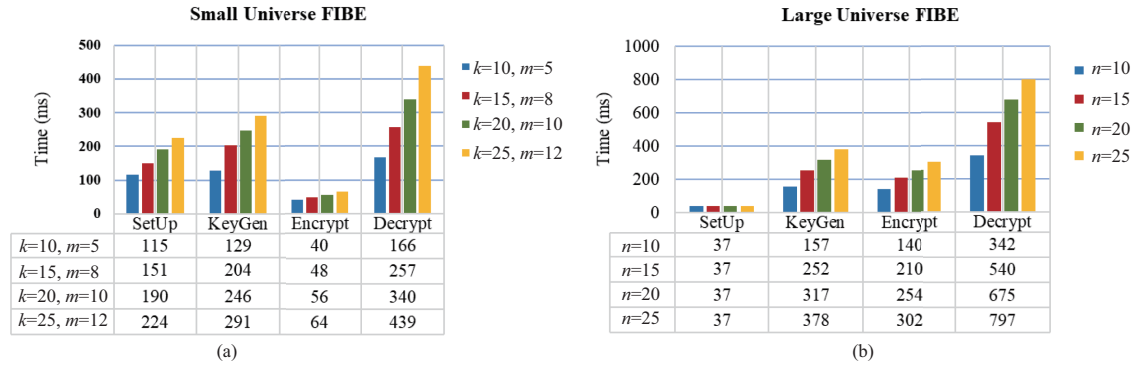 Small Universe FIBE
Time (ms)
500
400
300
200
100
0
SetUp KeyGen Encrypt Decrypt
k=10, m=5 115 129 40 166
k=15, m=8 151 204 48 257
k=20, m=10 190 246 56 340
k=25, m=12 224 291 64 439
k=10, m=5
k=15, m=8
k=20, m=10
k=25, m=12
(a)
Large Universe FIBE
Time (ms)
1000
800
600
400
200
0
SetUp KeyGen Encrypt Decrypt
n=10 37 157 140 342
n=15 37 252 210 540
n=20 37 317 254 675
n=25 37 378 302 797
n=10
n=15
n=20
n=25
(b)